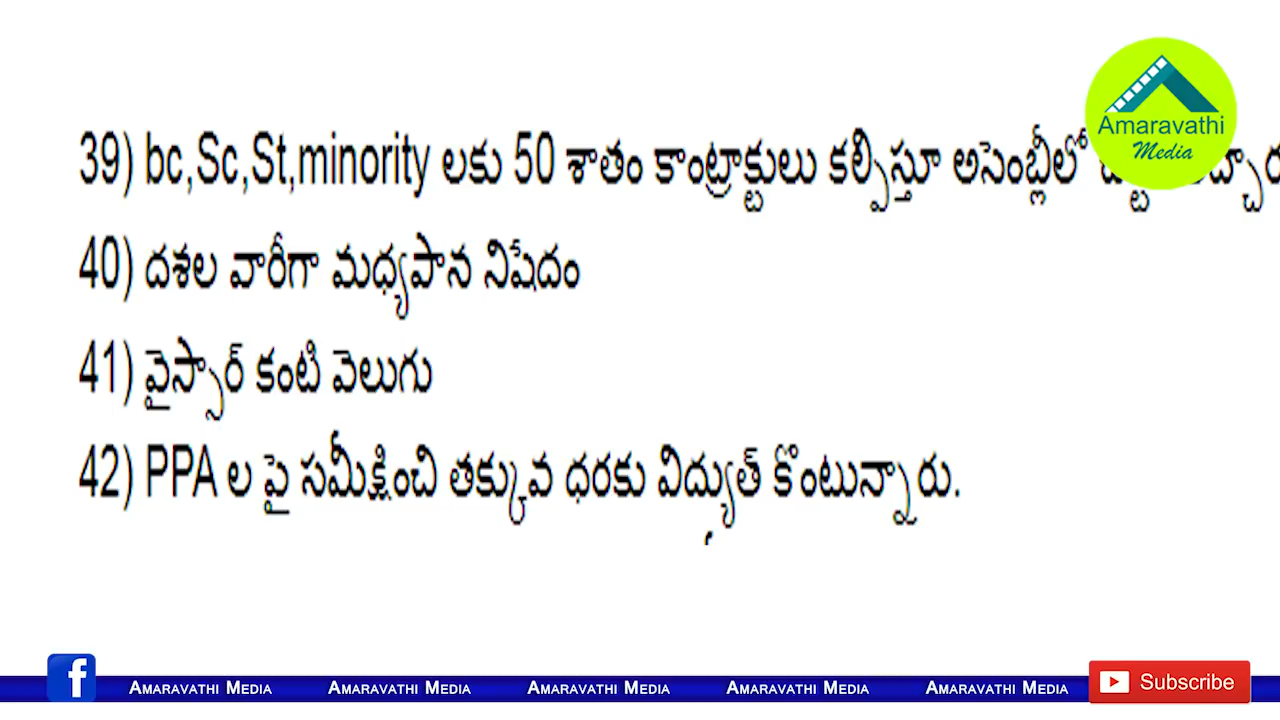 Amaravathi
Media
39) bc,Sc,St,minority లకు 50 శాతం కాంట్రాక్టులు కల్పిస్తూ అసెంబ్లీలో
40) దశల వారీగా మధ్యపాన నిషేదం
41) వైస్సార్ కంటి వెలుగు
42) PPA ల పై సమీక్షించి తక్కువ ధరకు విద్యుత్ కొంటున్నారు.
f AMARAVATHI MEDIA AMARAVATHI MEDIA AMARAVATHI MEDIA AMARAVATHI MEDIA AMARAVATHI MEDIA Subscribe